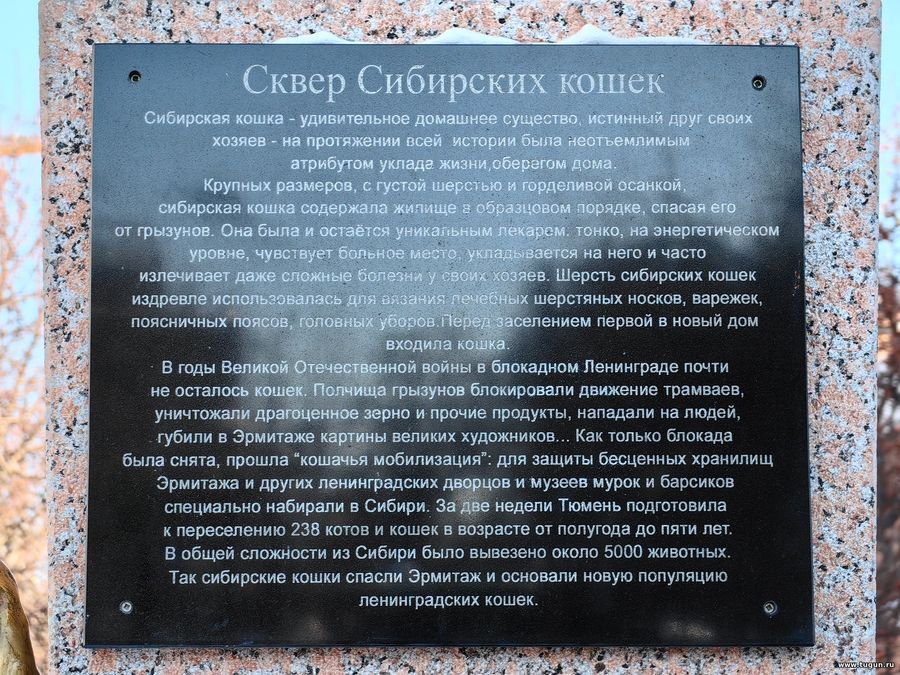 Сквер Сибирских кошек
Сибирская кошка - удивительное домашнее существо, истинный друг своих
хозяев - на протяжении всей истории была неотъемлимым
атрибутом уклада жизни,оберегом дома.
Крупных размеров, с густой шерстью и горделивой осанкой,
сибирская кошка содержала жилище в образцовом порядке, спасая его
от грызунов. Она была и остаётся уникальным лекарем: тонко, на энергетическом
уровне, чувствует больное место, укладывается на него и часто
излечивает даже сложные болезни у своих хозяев. Шерсть сибирских кошек
издревле использовалась для вязания лечебных шерстяных носков, варежек,
поясничных поясов, головных уборов.Перед заселением первой в новый дом
входила кошка.
В годы Великой Отечественной войны в блокадном Ленинграде почти
не осталось кошек. Полчища грызунов блокировали движение трамваев,
уничтожали драгоценное зерно и прочие продукты, нападали на людей,
губили в Эрмитаже картины великих художников... Как только блокада
была снята, прошла “кошачья мобилизация”: для защиты бесценных хранилищ
Эрмитажа и других ленинградских дворцов и музеев мурок и барсиков
специально набирали в Сибири. За две недели Тюмень подготовила
к переселению 238 котов и кошек в возрасте от полугода до пяти лет.
В общей сложности из Сибири было вывезено около 5000 животных.
Так сибирские кошки спасли Эрмитаж и основали новую популяцию
ленинградских кошек.
www.tugun.ru